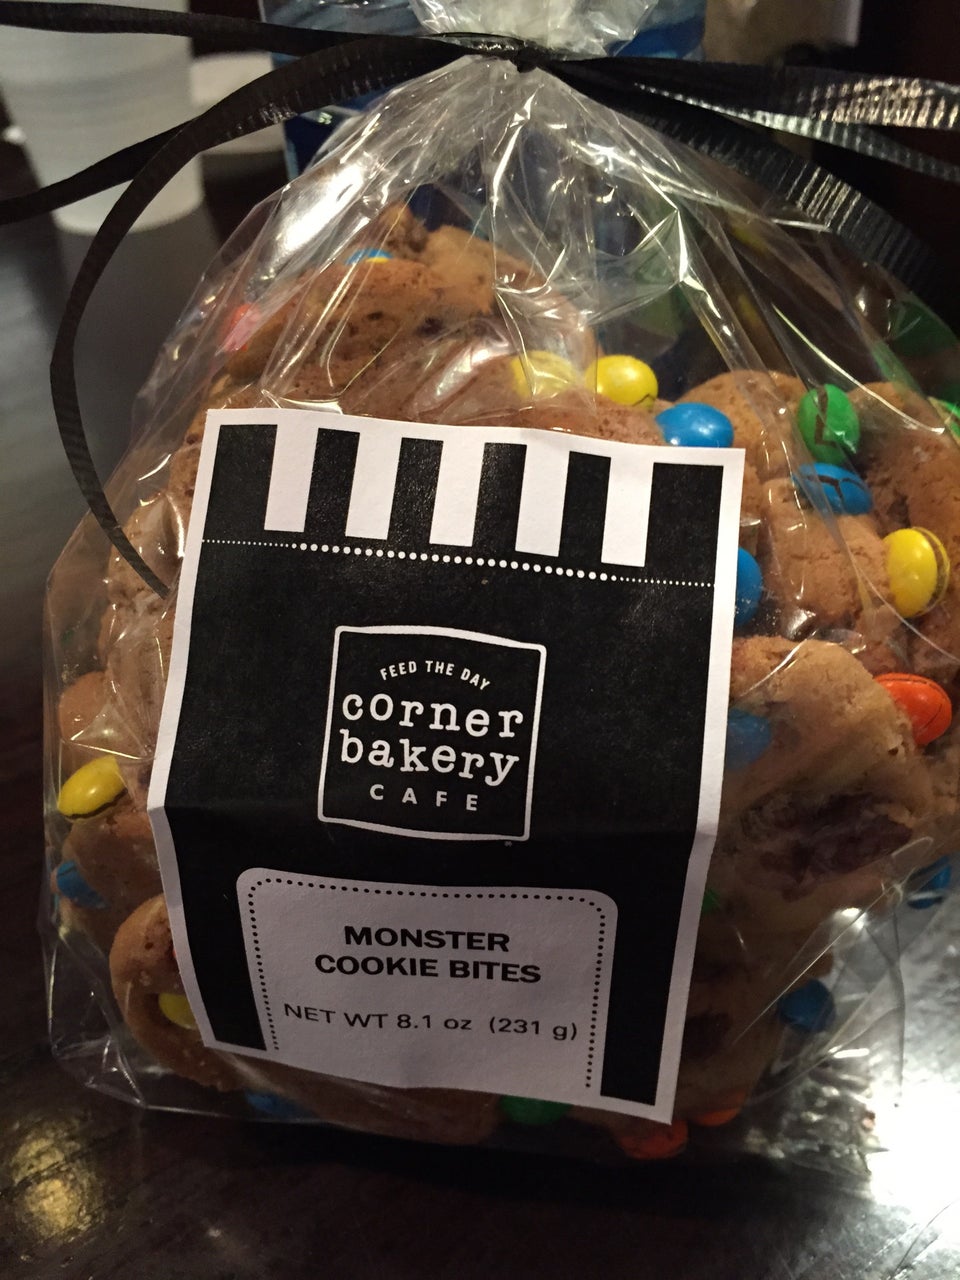 FEED THE DAY
corner
bakery
CAFE
MONSTER
COOKIE BITES
NET WT 8.1 oz (231 g)